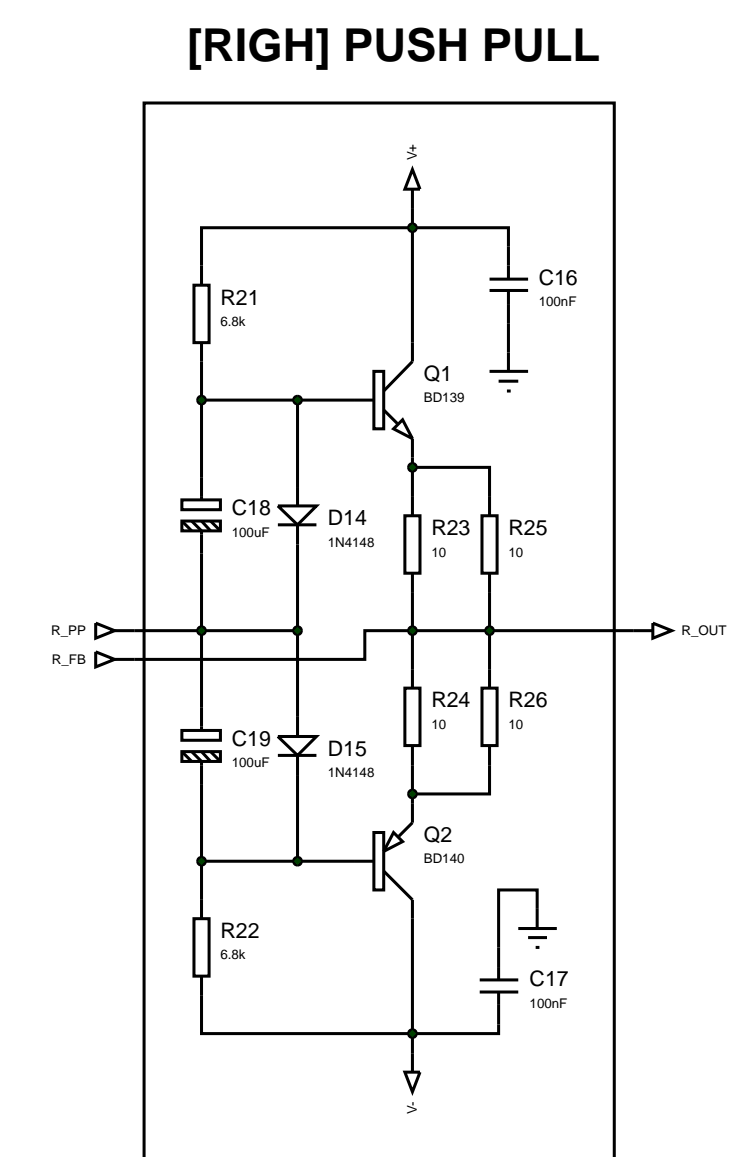 [RIGH] PUSH PULL
V+
C16
100nF
R21
6.8k
Q1
BD139
C18
100uF
D14
1N4148
R23
10
R25
10
R_PP
R_OUT
R_FB
R24
10
R26
10
C19
100uF
D15
1N4148
Q2
BD140
R22
6.8k
C17
100nF
V-